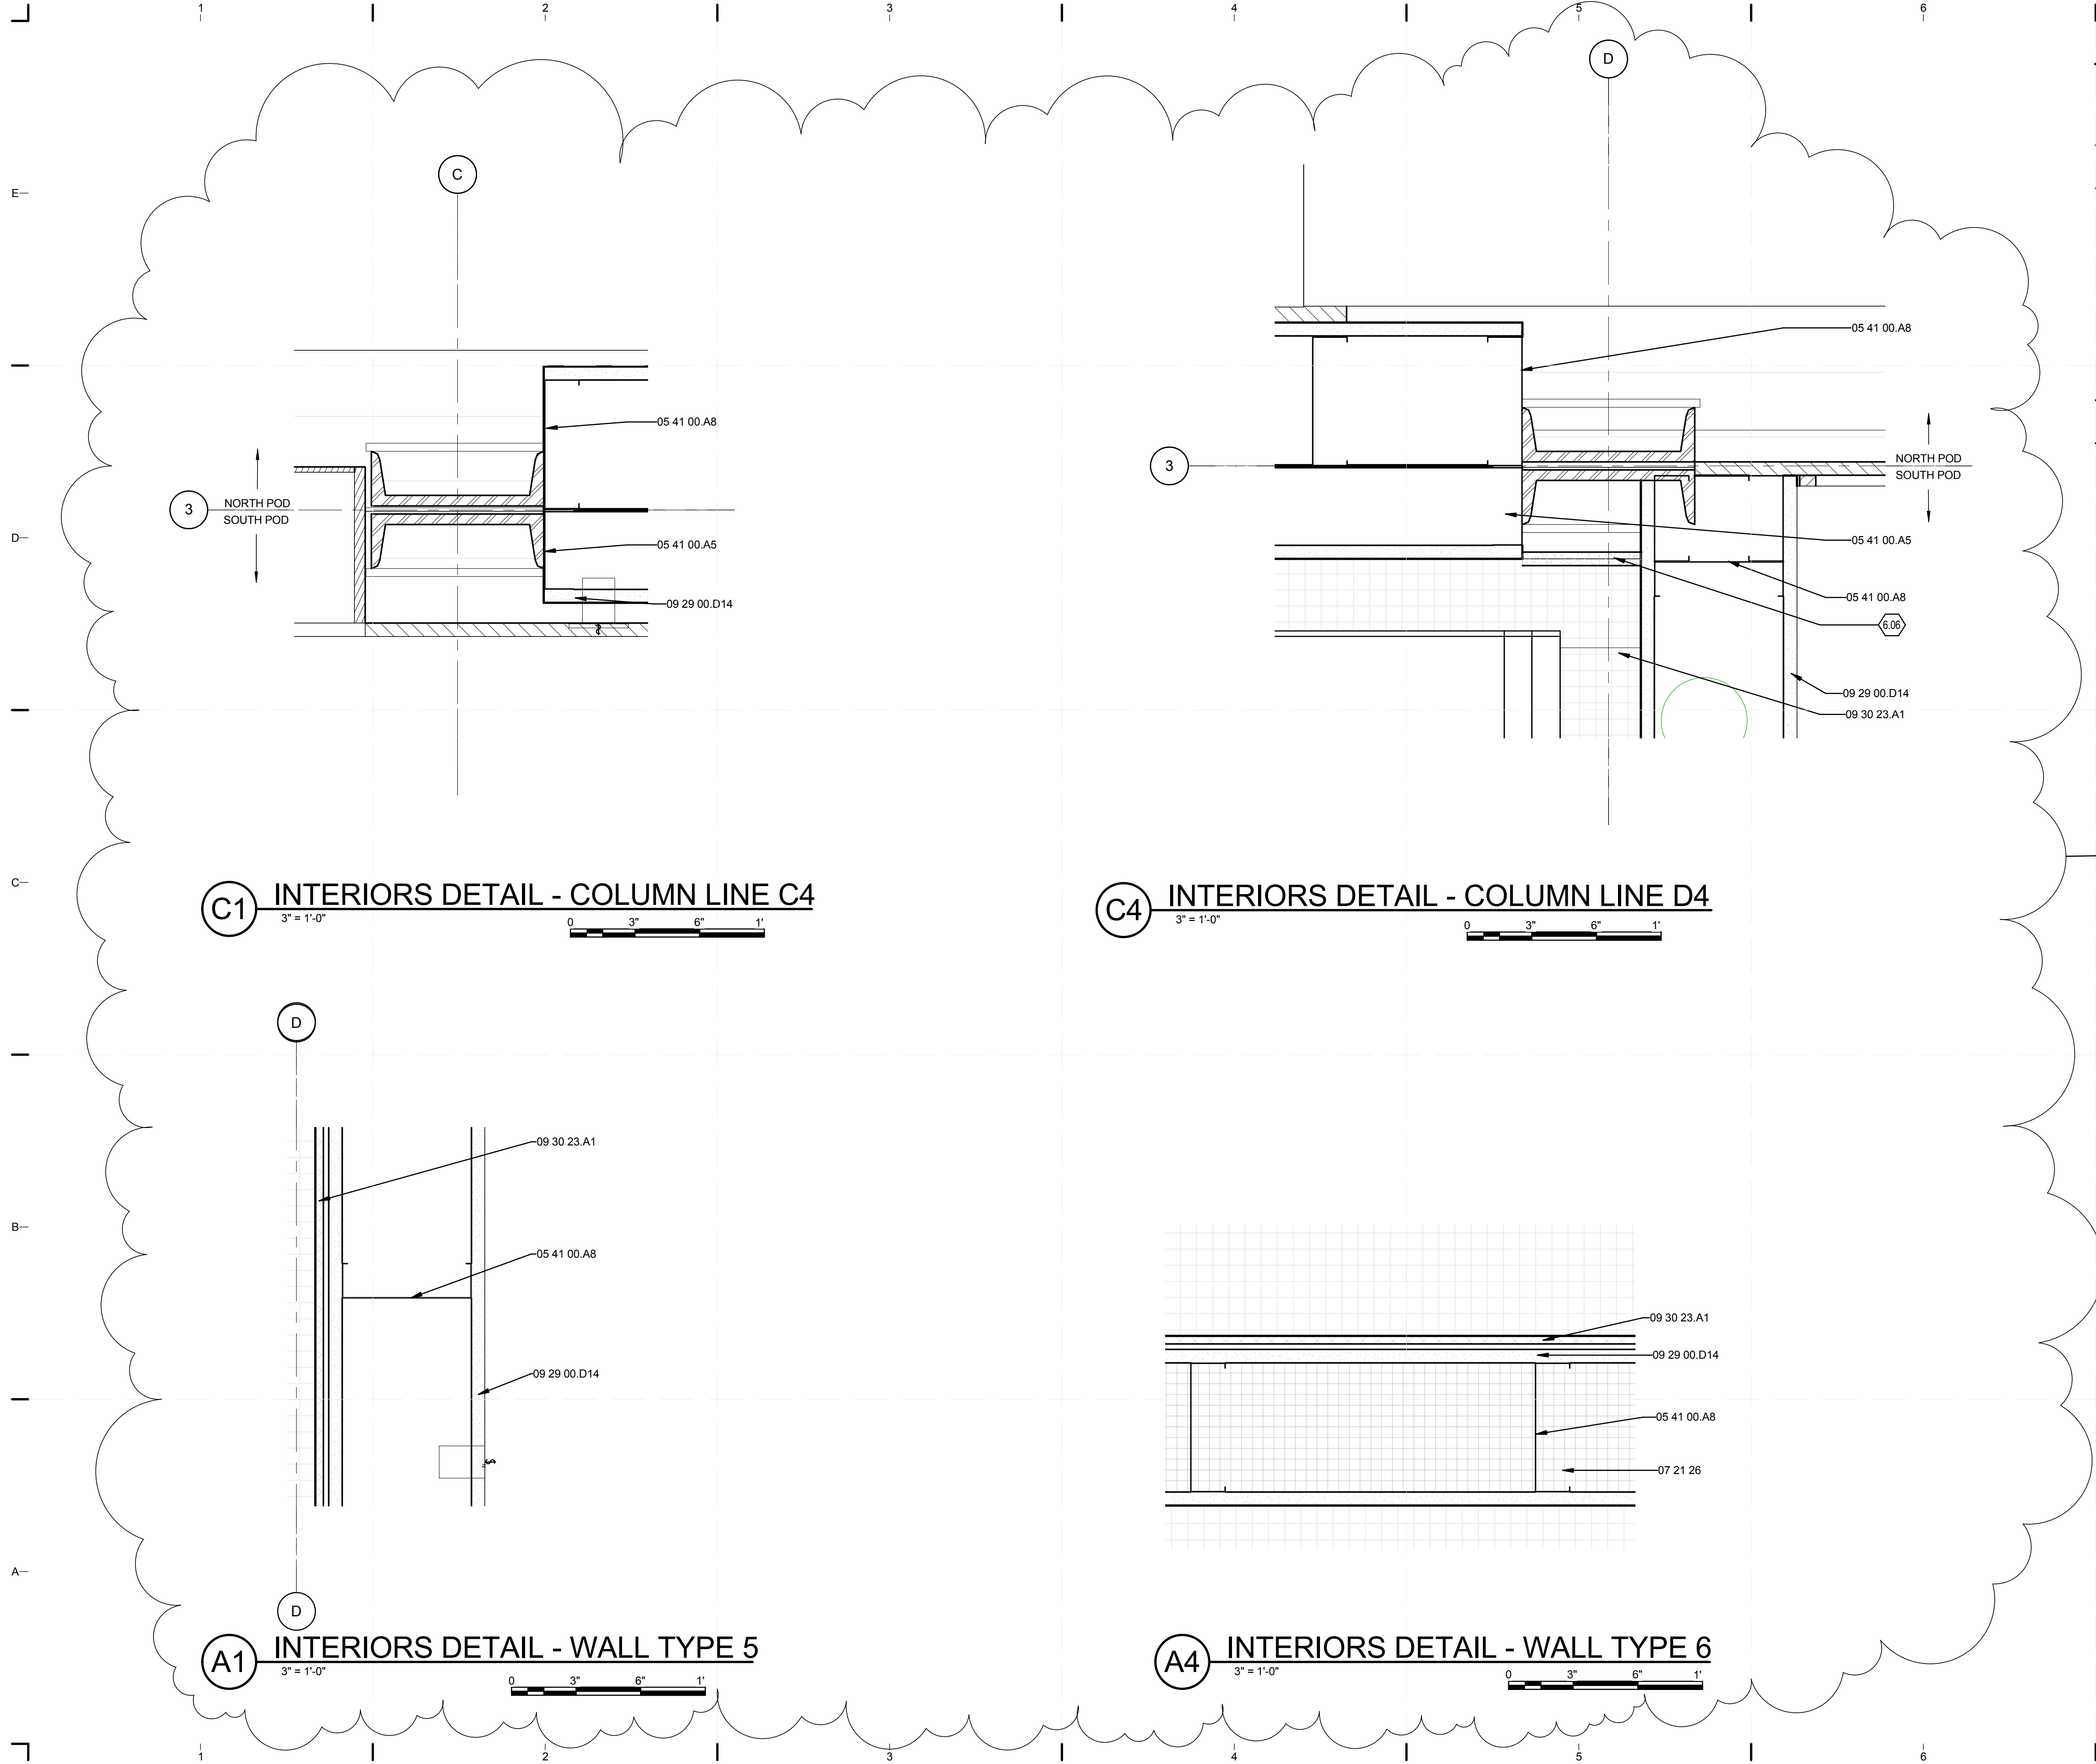 1 2 3 4 5 6
D
C
E
05 41 00.A8
05 41 00.A8
3
NORTH POD
SOUTH POD
NORTH POD
SOUTH POD
3
D
05 41 00.A5
05 41 00.A5
05 41 00.A8
09 29 00.D14
6.06
09 29 00.D14
09 30 23.A1
C
C1 INTERIORS DETAIL - COLUMN LINE C4
3" = 1'-0"
0 3" 6" 1'
C4 INTERIORS DETAIL - COLUMN LINE D4
3" = 1'-0"
0 3" 6" 1'
D
09 30 23.A1
B
05 41 00.A8
09 30 23.A1
09 29 00.D14
09 29 00.D14
05 41 00.A8
07 21 26
A
D
A1 INTERIORS DETAIL - WALL TYPE 5
3" = 1'-0"
0 3" 6" 1'
A4 INTERIORS DETAIL - WALL TYPE 6
3" = 1'-0"
0 3" 6" 1'
1 2 3 4 5 6